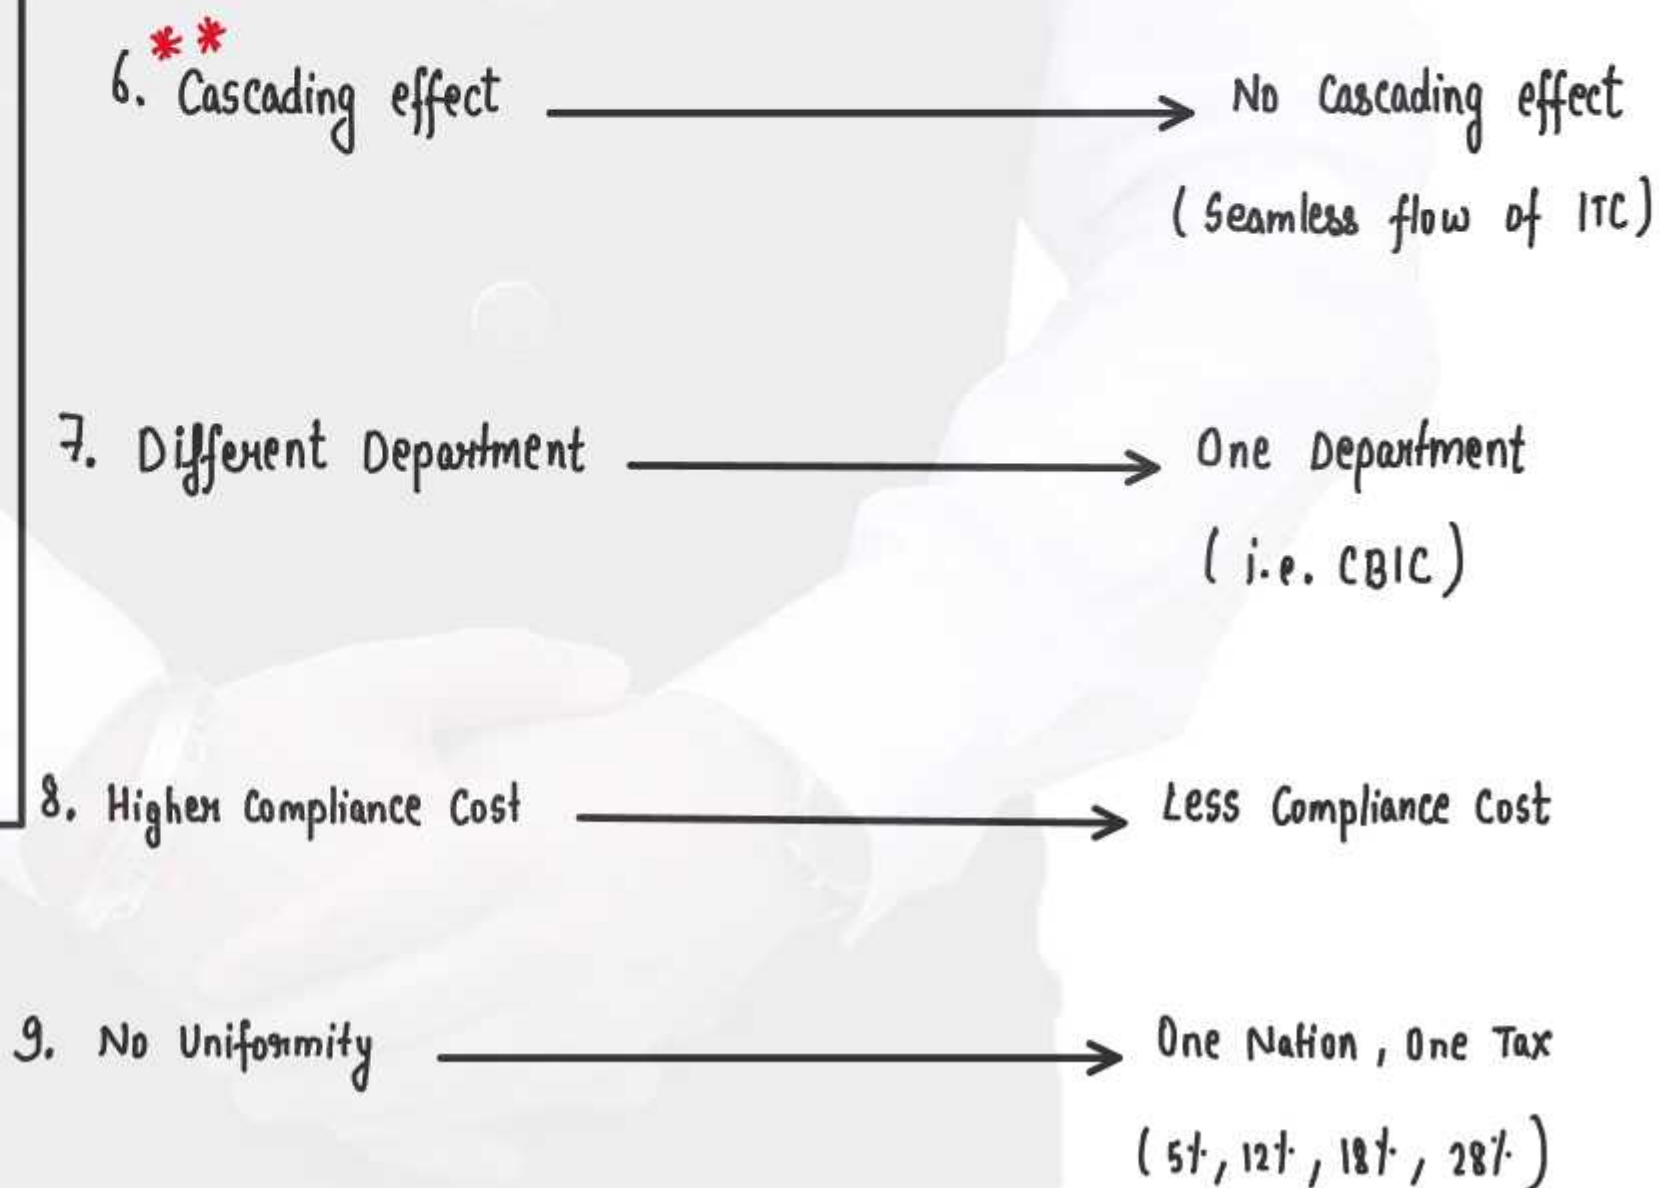 **
6. Cascading effect → No Cascading effect
(Seamless flow of ITC)
7. Different Department → One Department
(i.e. CBIC)
8. Higher Compliance Cost → Less Compliance Cost
9. No Uniformity → One Nation, One Tax
(5%, 12%, 18%, 28%)